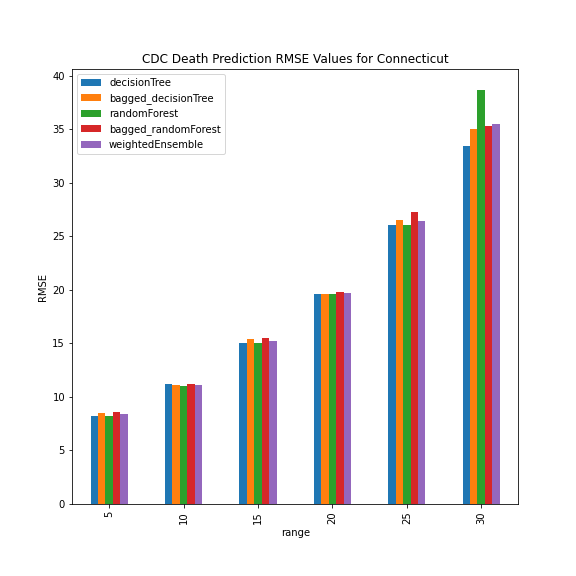 CDC Death Prediction RMSE Values for Connecticut
decisionTree
bagged_decisionTree
randomForest
bagged_randomForest
weightedEnsemble
40
35
30
25
20
15
10
5
0
RMSE
5
10
15
20
25
30
range